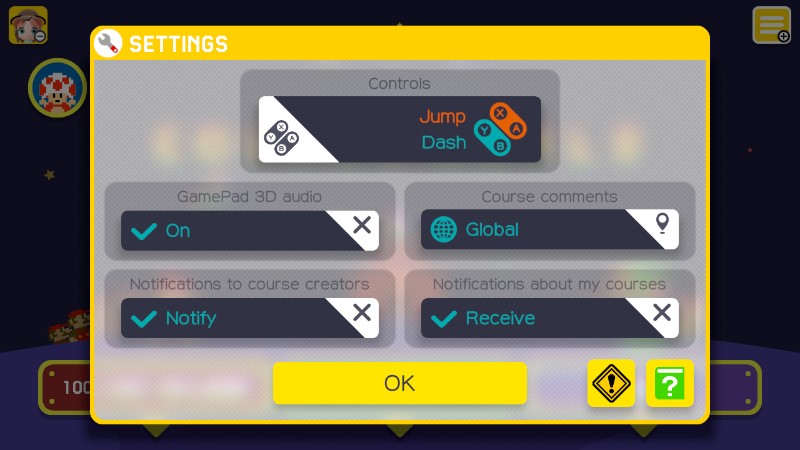 SETTINGS
Controls
X
Y A
B
Jump
Dash
X
Y A
B
GamePad 3D audio
On
Course comments
Global
Notifications to course creators
Notify
Notifications about my courses
Receive
100
OK
!
?